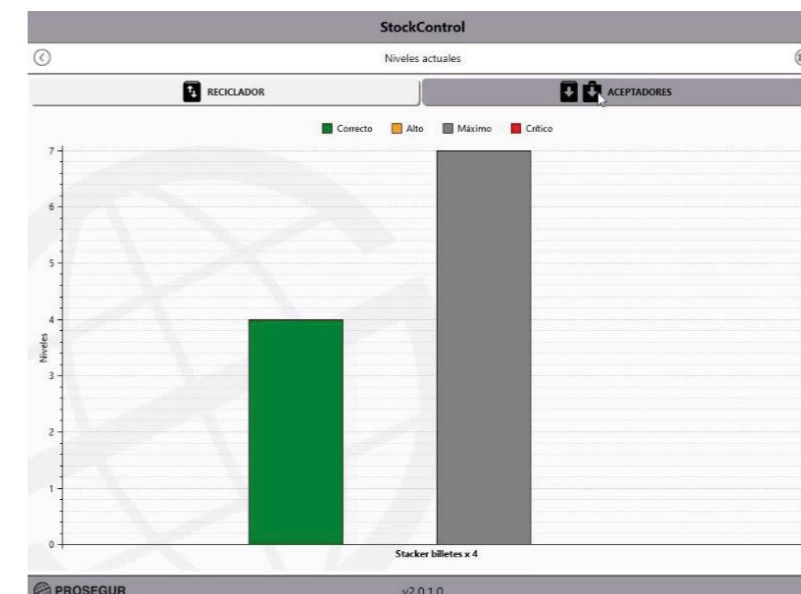 StockControl
Niveles actuales
RECICLADOR
ACEPTADORES
Correcto Alto Máximo Crítico
7
6
5
4
3
2
1
0
Niveles
Stacker billetes x 4
PROSEGUR v2.0.1.0